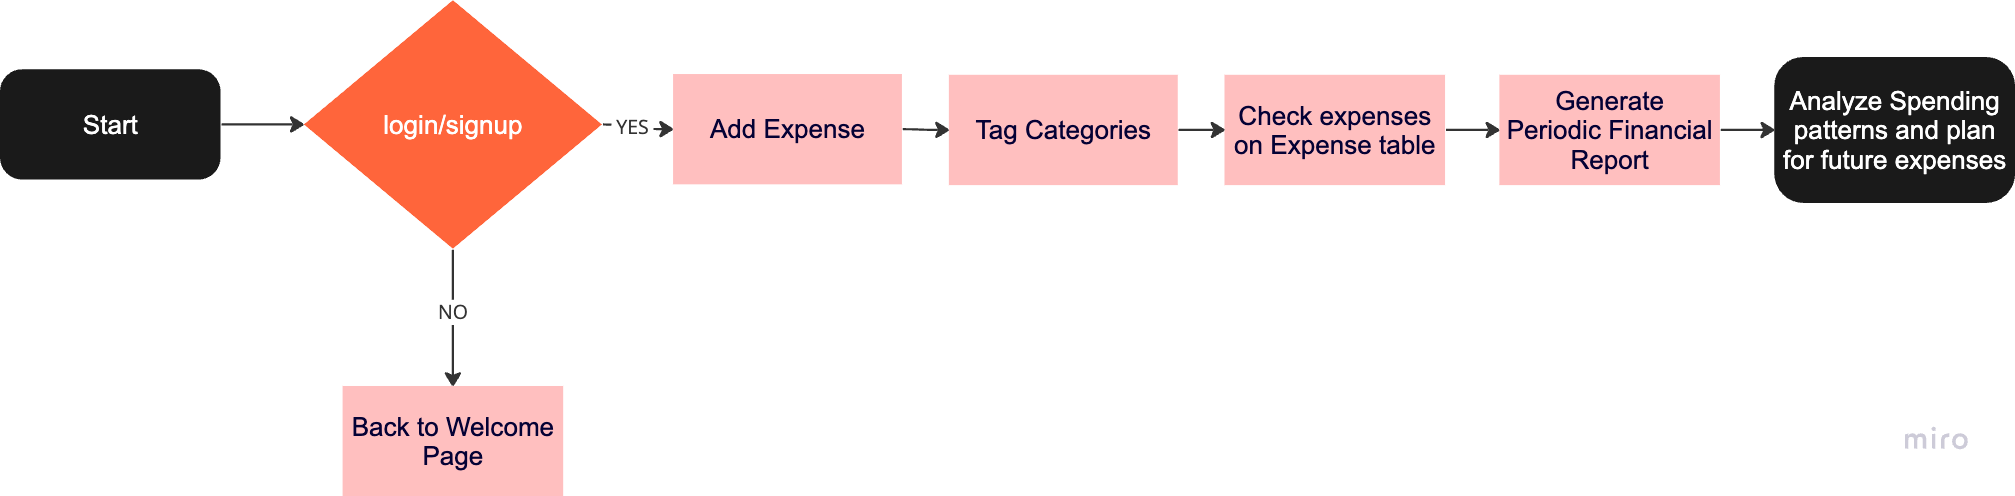 Start
login/signup
YES
Add Expense
Tag Categories
Check expenses
on Expense table
Generate
Periodic Financial
Report
Analyze Spending
patterns and plan
for future expenses
NO
Back to Welcome
Page
miro